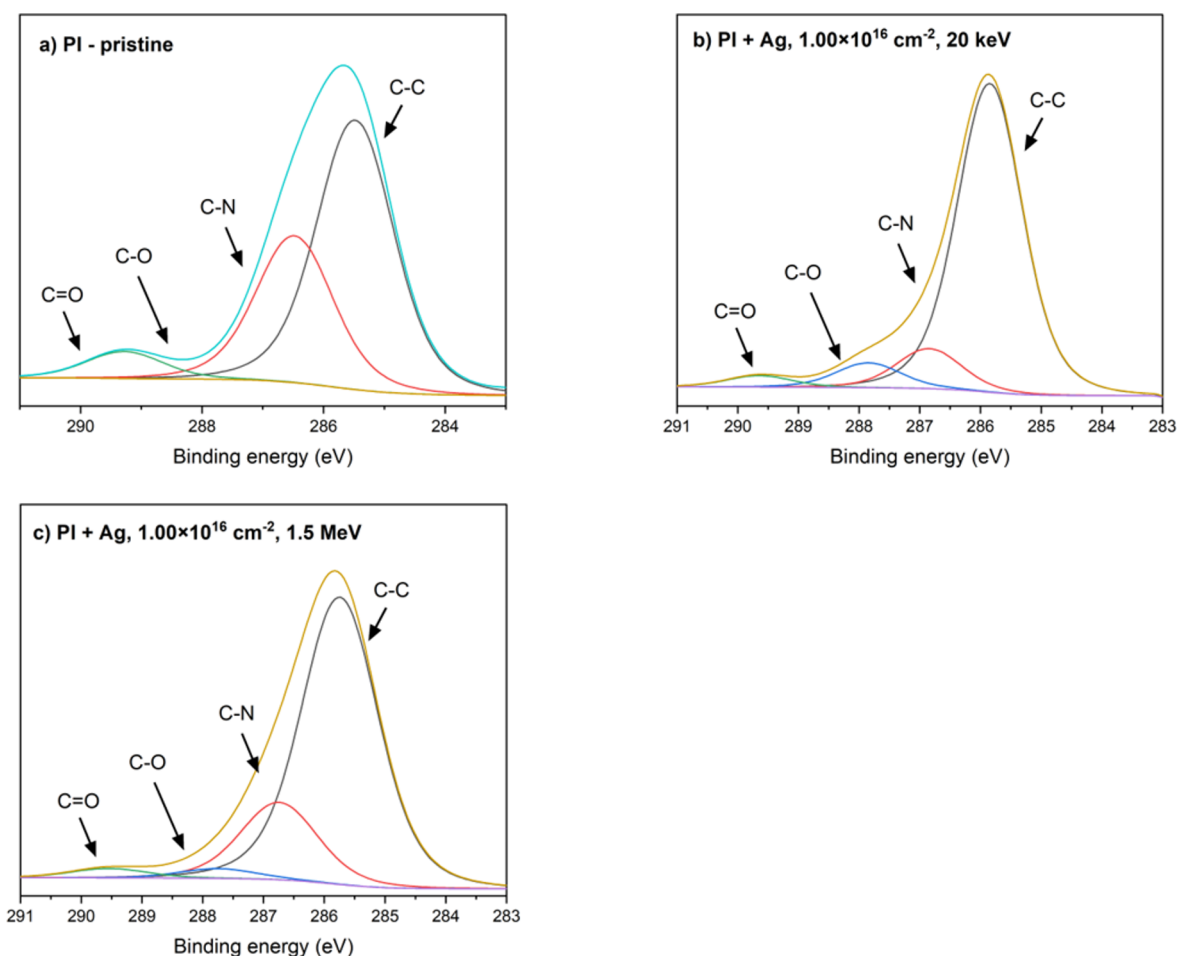 a) PI - pristine
C-C
C-N
C-O
C=O
290 288 286 284
Binding energy (eV)
b) PI + Ag, 1.00×10¹⁶ cm⁻², 20 keV
C-C
C-N
C-O
C=O
291 290 289 288 287 286 285 284 283
Binding energy (eV)
c) PI + Ag, 1.00×10¹⁶ cm⁻², 1.5 MeV
C-C
C-N
C-O
C=O
291 290 289 288 287 286 285 284 283
Binding energy (eV)